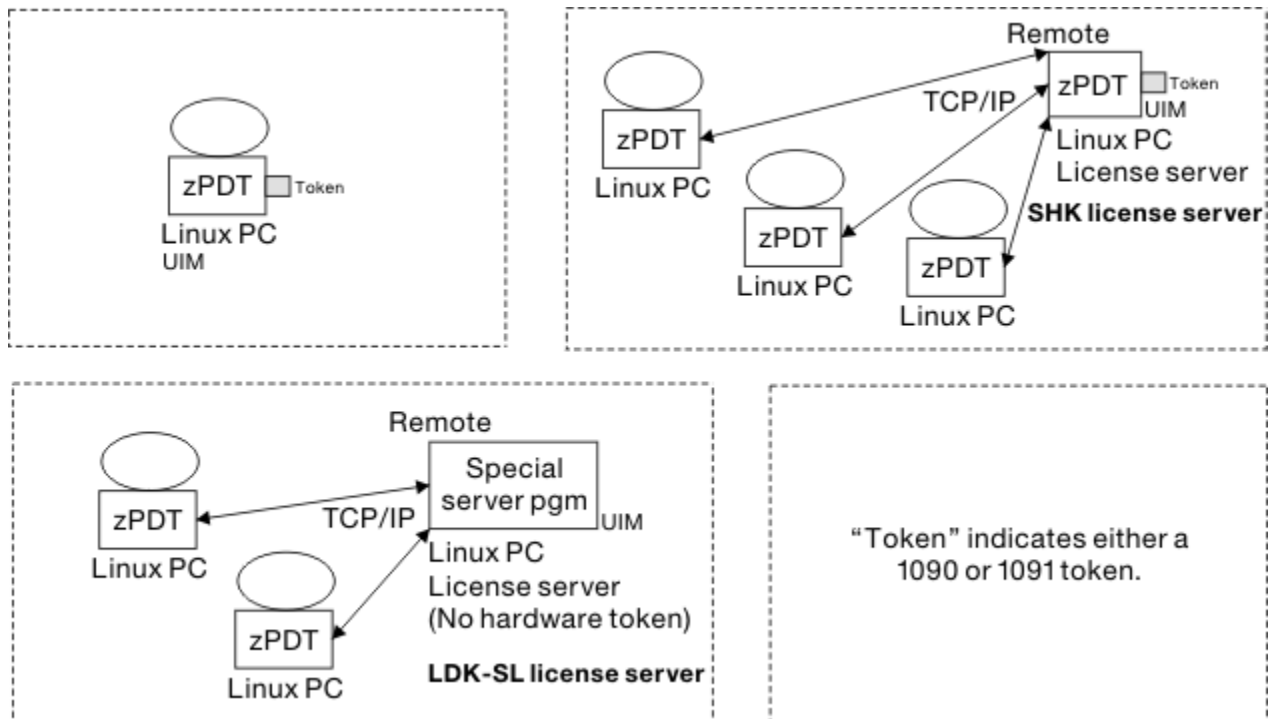 zPDT
Token
Linux PC
UIM
Remote
zPDT
Token
UIM
TCP/IP
zPDT
Linux PC
Linux PC
License server
SHK license server
zPDT
Linux PC
zPDT
Linux PC
Remote
Special
server pgm
UIM
zPDT
TCP/IP
Linux PC
Linux PC
License server
(No hardware token)
zPDT
Linux PC
LDK-SL license server
“Token” indicates either a
1090 or 1091 token.